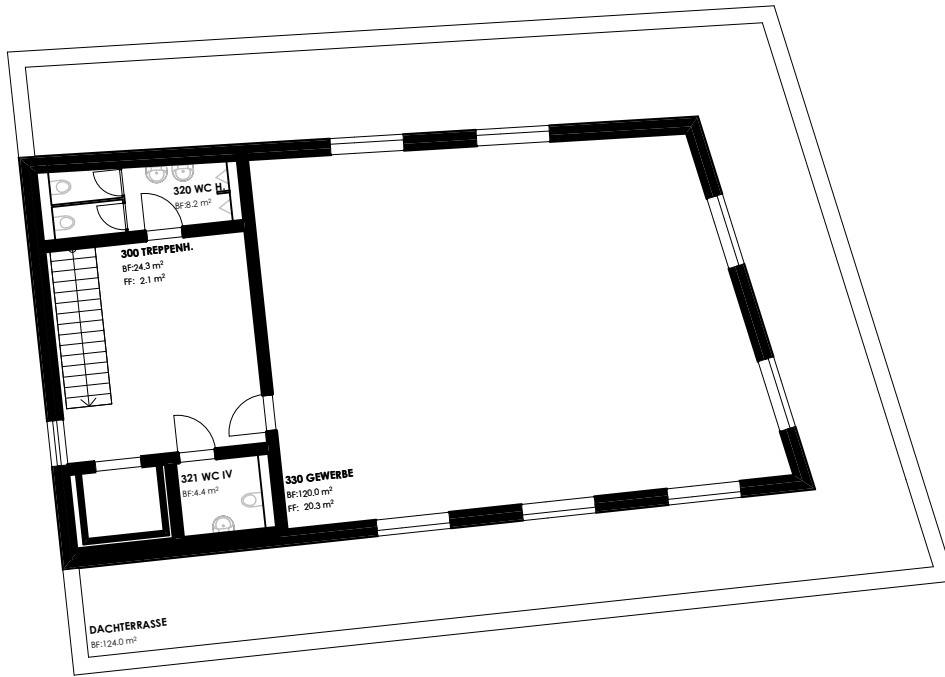 320 WC H.
BF:8.2 m²
300 TREPPENH.
BF:24.3 m²
FF: 2.1 m²
321 WC IV
BF:4.4 m²
330 GEWERBE
BF:120.0 m²
FF: 20.3 m²
DACHTERRASSE
BF:124.0 m²